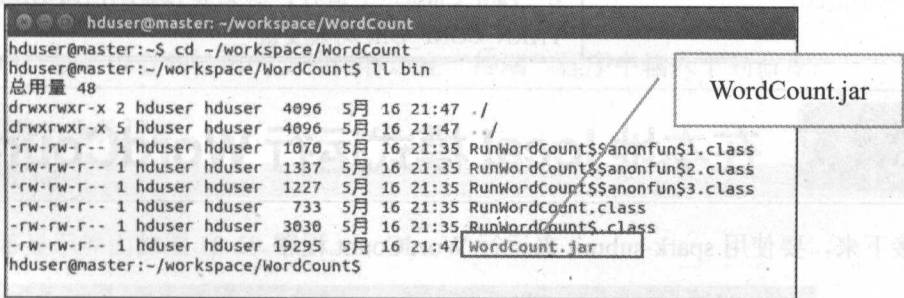 hduser@master: ~/workspace/WordCount
hduser@master:~$ cd ~/workspace/WordCount
hduser@master:~/workspace/WordCount$ ll bin
总用量 48
drwxrwxr-x 2 hduser hduser 4096 5月 16 21:47 ./
drwxrwxr-x 5 hduser hduser 4096 5月 16 21:47 ../
-rw-rw-r-- 1 hduser hduser 1070 5月 16 21:35 RunWordCount$$anonfun$1.class
-rw-rw-r-- 1 hduser hduser 1337 5月 16 21:35 RunWordCount$$anonfun$2.class
-rw-rw-r-- 1 hduser hduser 1227 5月 16 21:35 RunWordCount$$anonfun$3.class
-rw-rw-r-- 1 hduser hduser 733 5月 16 21:35 RunWordCount.class
-rw-rw-r-- 1 hduser hduser 3030 5月 16 21:35 RunWordCount$.class
-rw-rw-r-- 1 hduser hduser 19295 5月 16 21:47 WordCount.jar
hduser@master:~/workspace/WordCount$
WordCount.jar